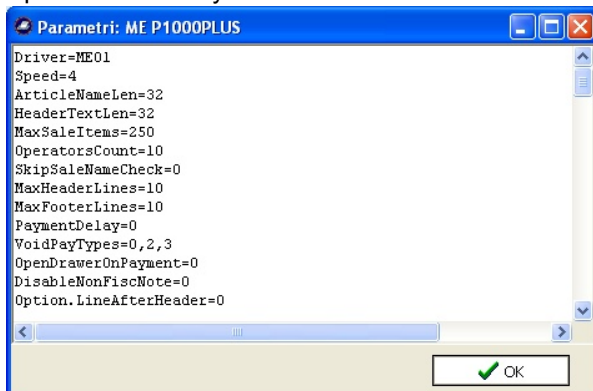 Parametri: ME P1000PLUS
Driver=ME01
Speed=4
ArticleNameLen=32
HeaderTextLen=32
MaxSaleItems=250
OperatorsCount=10
SkipSaleNameCheck=0
MaxHeaderLines=10
MaxFooterLines=10
PaymentDelay=0
VoidPayTypes=0,2,3
OpenDrawerOnPayment=0
DisableNonFiscNote=0
Option.LineAfterHeader=0
OK